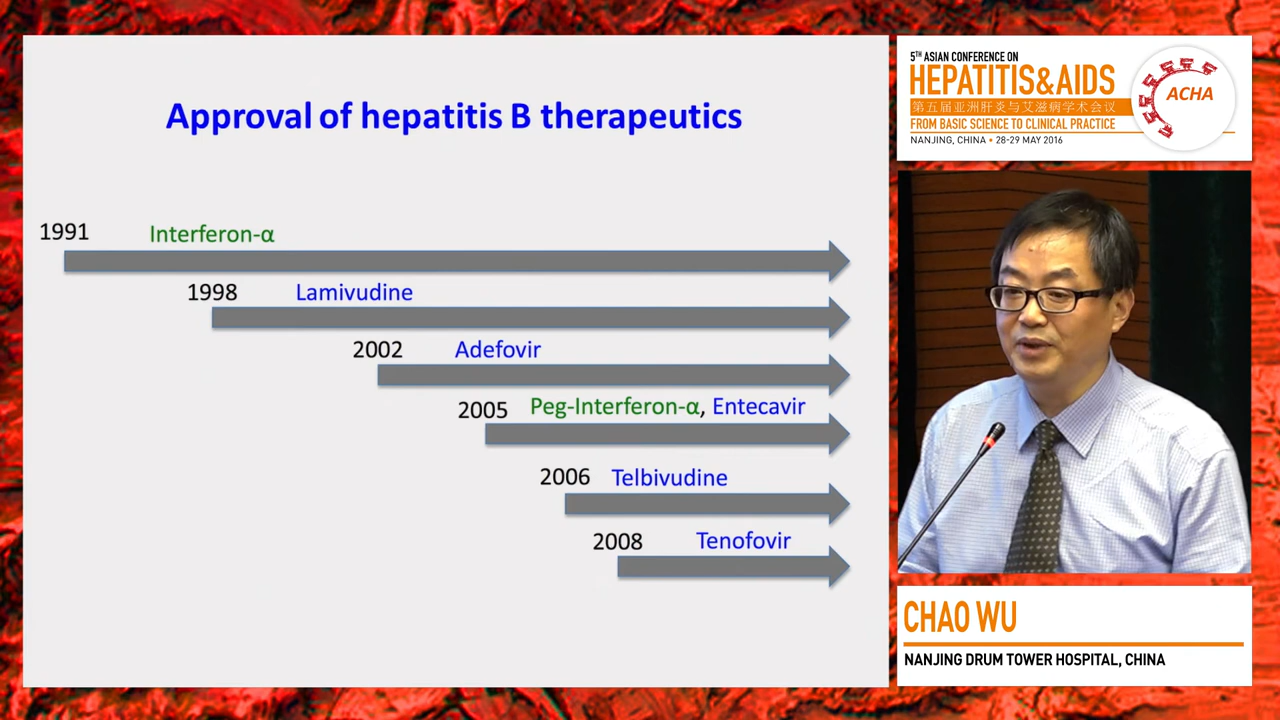 Approval of hepatitis B therapeutics
1991 Interferon-α
1998 Lamivudine
2002 Adefovir
2005 Peg-Interferon-α, Entecavir
2006 Telbivudine
2008 Tenofovir
5TH ASIAN CONFERENCE ON
HEPATITIS&AIDS
第五届亚洲肝炎与艾滋病学术会议
FROM BASIC SCIENCE TO CLINICAL PRACTICE
NANJING, CHINA • 28-29 MAY 2016
ACHA
CHAO WU
NANJING DRUM TOWER HOSPITAL, CHINA